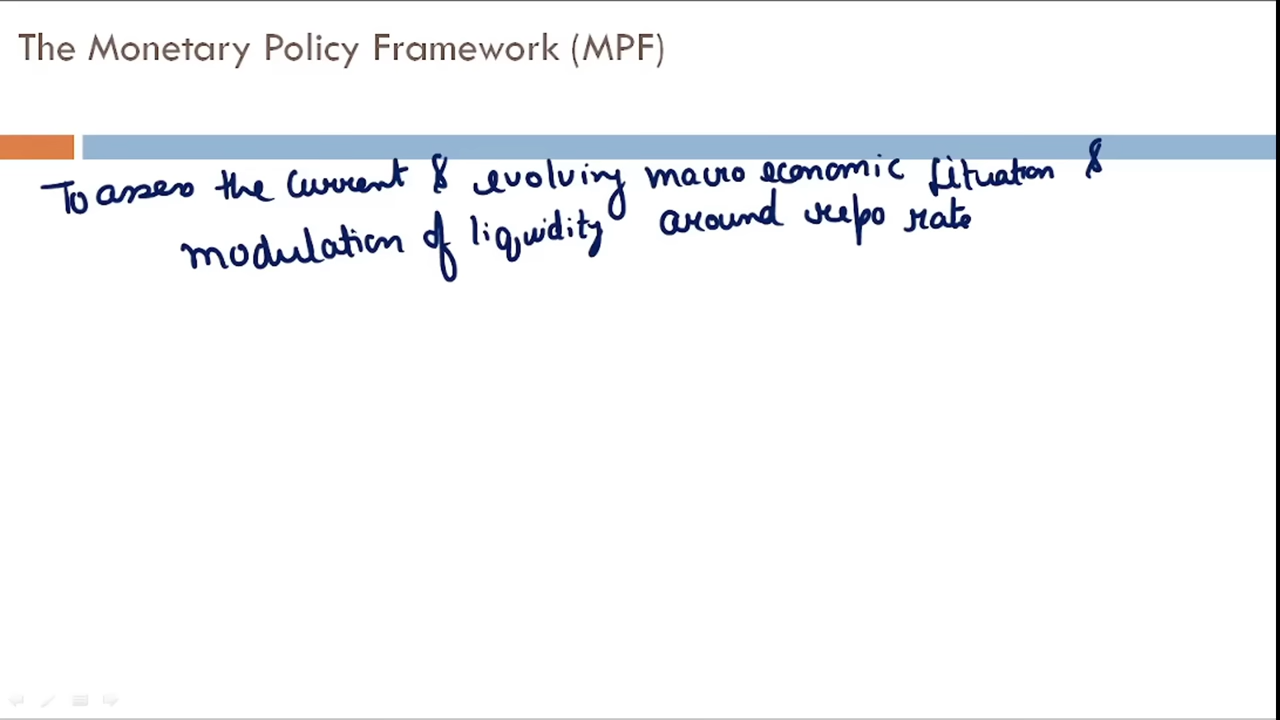 The Monetary Policy Framework (MPF)
To assess the current & evolving macro economic situation &
modulation of liquidity around repo rate